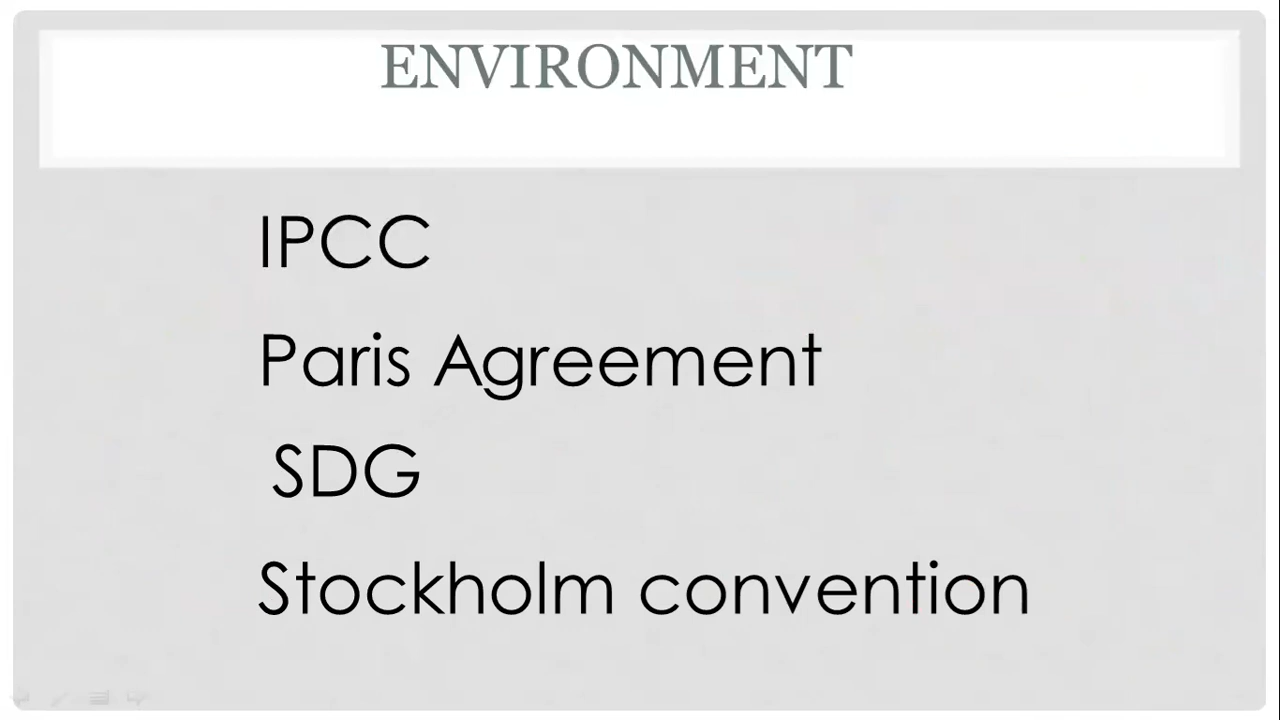 ENVIRONMENT
IPCC
Paris Agreement
SDG
Stockholm convention